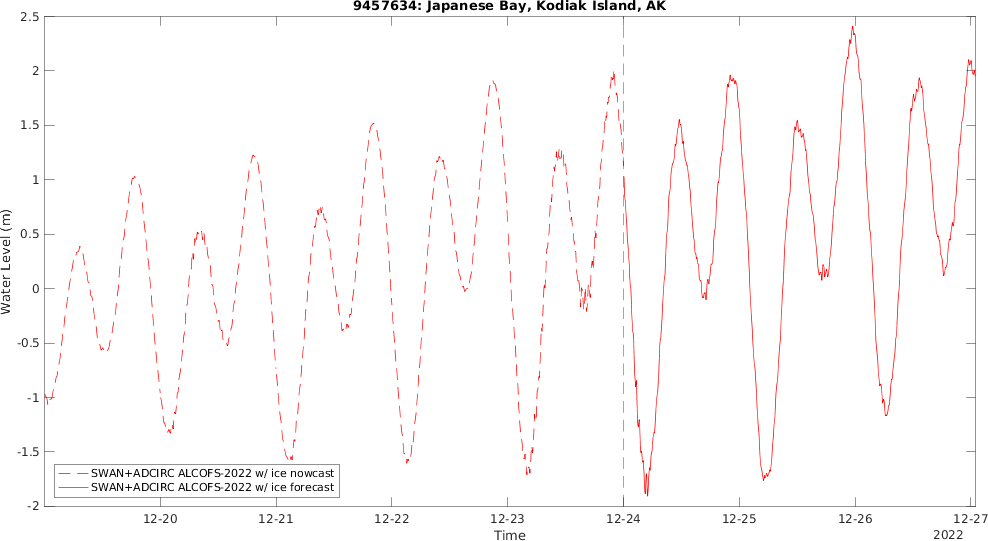 9457634: Japanese Bay, Kodiak Island, AK
2.5
2
1.5
1
0.5
0
-0.5
-1
-1.5
-2
Water Level (m)
SWAN+ADCIRC ALCOFS-2022 w/ ice nowcast
SWAN+ADCIRC ALCOFS-2022 w/ ice forecast
12-20 12-21 12-22 12-23 12-24 12-25 12-26 12-27
Time
2022